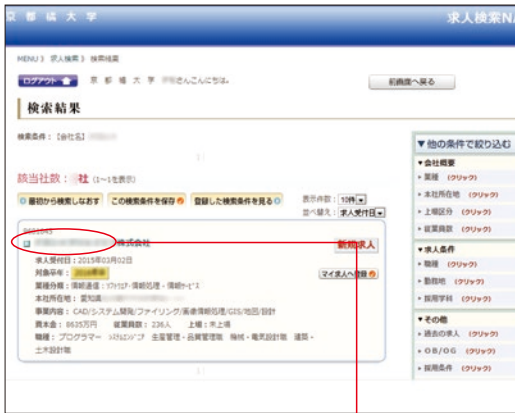 京都橘大学
求人検索N
MENU 》 求人検索 》 検索結果
ログアウト
京都橘大学 さんこんにちは。
前画面へ戻る
検索結果
検索条件:【会社名】
該当社数: 社 (1～1を表示)
最初から検索しなおす この検索条件を保存 登録した検索条件を見る
表示件数: 10件
並べ替え: 求人受付日
株式会社
新規求人
求人受付日:2015年03月02日
マイ求人へ登録
対象卒年: 2016年卒
業種分類:情報通信:ソフトウエア・情報処理・情報サービス
本社所在地:愛知県
事業内容: CAD/システム開発/ファイリング/画像情報処理/GIS/地図/設計
資本金: 8635万円 従業員数: 236人 上場:未上場
職種: プログラマー システムエンジニア 生産管理・品質管理職 機械・電気設計職 建築・
土木設計職
▼他の条件で絞り込む
▼会社概要
業種 (クリック)
本社所在地 (クリック)
上場区分 (クリック)
従業員数 (クリック)
▼求人条件
職種 (クリック)
勤務地 (クリック)
採用学科 (クリック)
▼その他
過去の求人 (クリック)
OB/OG (クリック)
採用条件 (クリック)